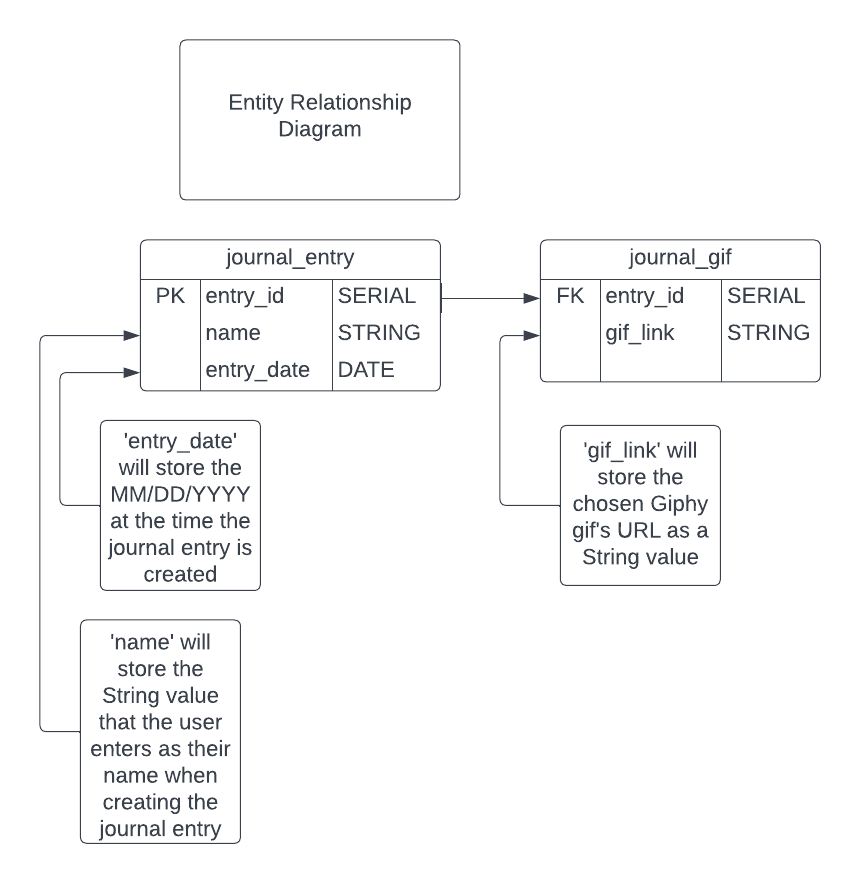 Entity Relationship
Diagram
journal_entry
PK entry_id SERIAL
name STRING
entry_date DATE
journal_gif
FK entry_id SERIAL
gif_link STRING
'entry_date'
will store the
MM/DD/YYYY
at the time the
journal entry is
created
'gif_link' will
store the
chosen Giphy
gif's URL as a
String value
'name' will
store the
String value
that the user
enters as their
name when
creating the
journal entry